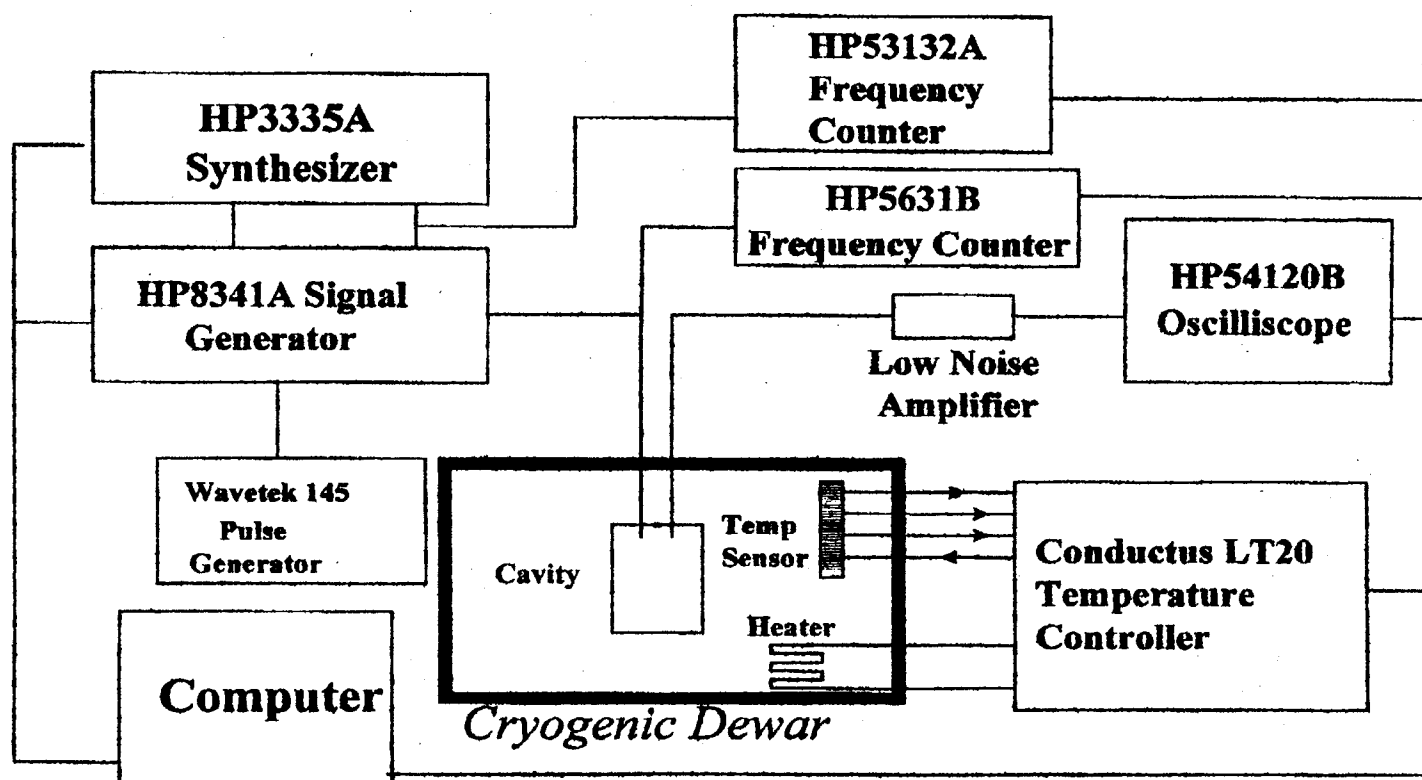 HP3335A
Synthesizer
HP53132A
Frequency
Counter
HP5631B
Frequency Counter
HP8341A Signal
Generator
HP54120B
Oscilliscope
Low Noise
Amplifier
Wavetek 145
Pulse
Generator
Cavity
Temp
Sensor
Heater
Conductus LT20
Temperature
Controller
Computer
Cryogenic Dewar